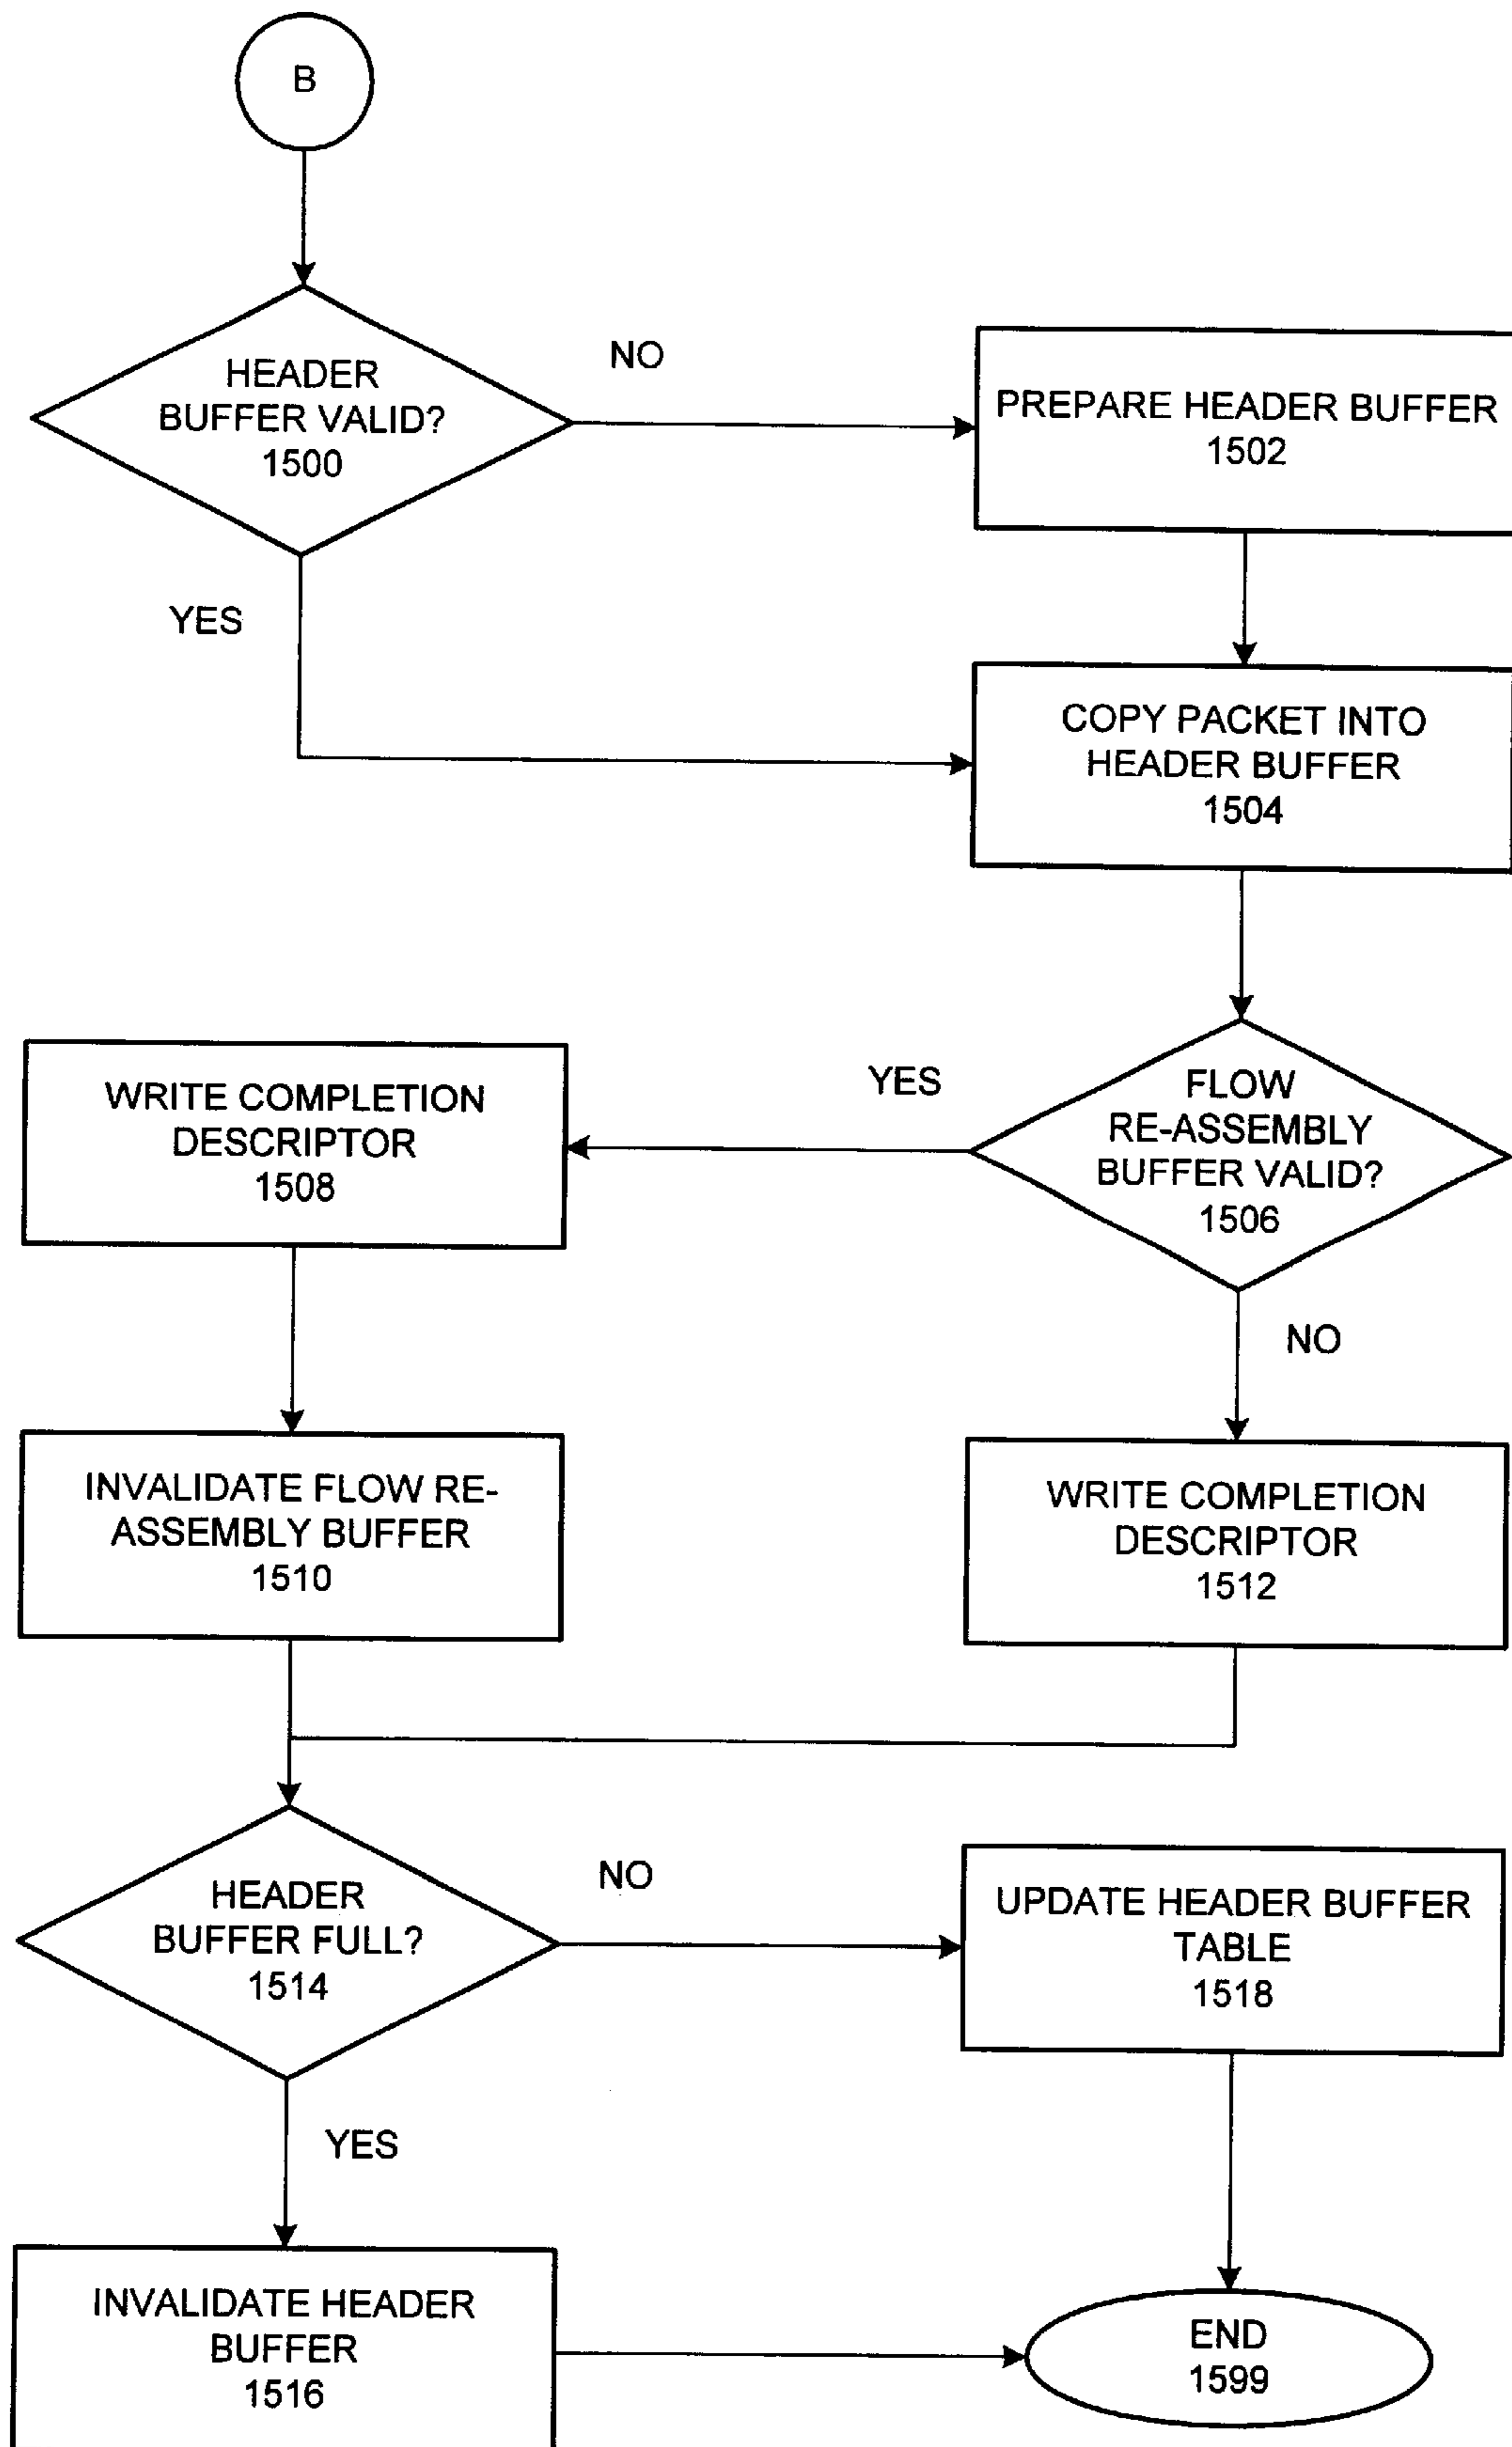 B
HEADER
BUFFER VALID?
1500
NO
PREPARE HEADER BUFFER
1502
YES
COPY PACKET INTO
HEADER BUFFER
1504
FLOW
RE-ASSEMBLY
BUFFER VALID?
1506
YES
WRITE COMPLETION
DESCRIPTOR
1508
NO
INVALIDATE FLOW RE-
ASSEMBLY BUFFER
1510
WRITE COMPLETION
DESCRIPTOR
1512
HEADER
BUFFER FULL?
1514
NO
UPDATE HEADER BUFFER
TABLE
1518
YES
INVALIDATE HEADER
BUFFER
1516
END
1599